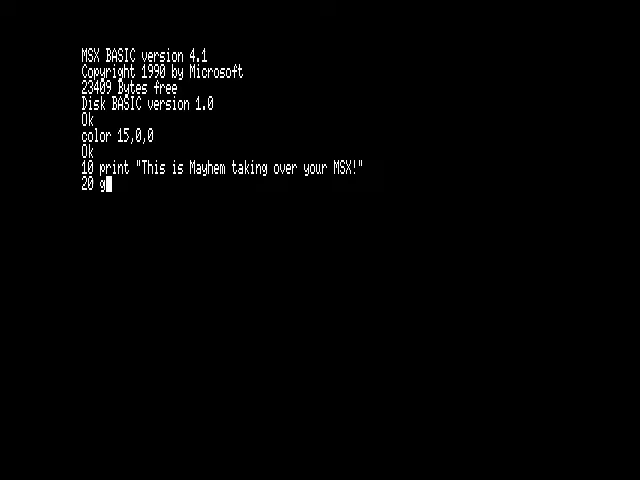 MSX BASIC version 4.1
Copyright 1990 by Microsoft
23409 Bytes free
Disk BASIC version 1.0
Ok
color 15,0,0
Ok
10 print "This is Mayhem taking over your MSX!"
20 g